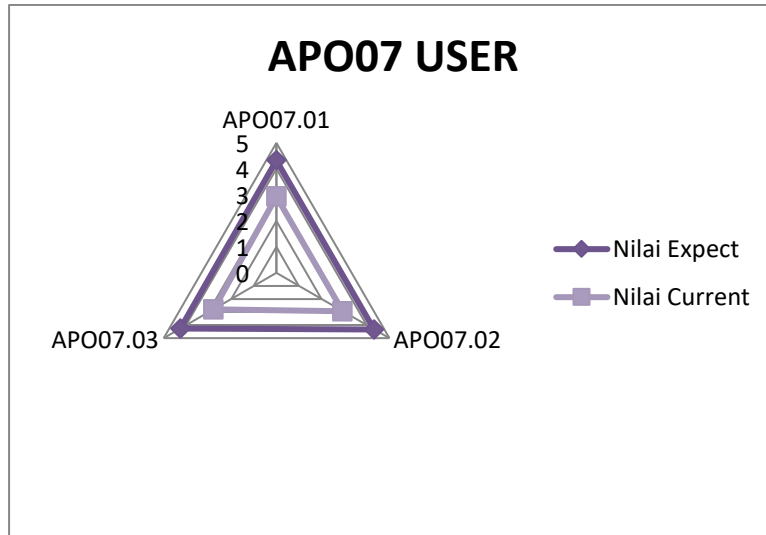 APO07 USER
APO07.01
5
4
3
2
1
0
APO07.03
APO07.02
Nilai Expect
Nilai Current